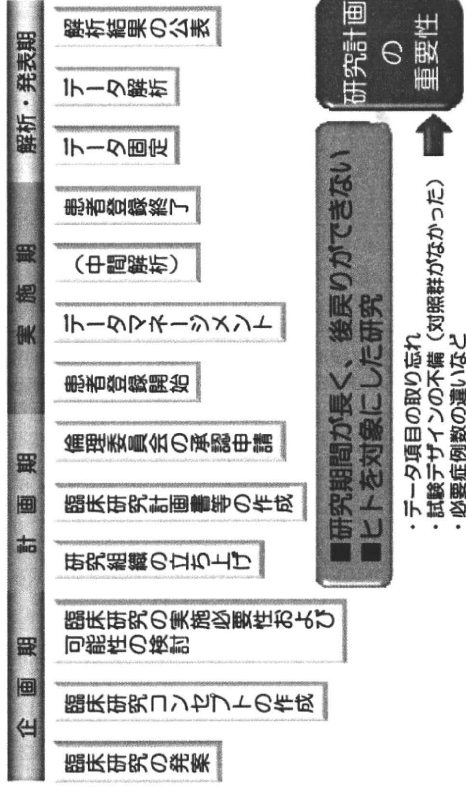 企画期
計画期
実施期
解析・発表期
臨床研究の発案
臨床研究コンセプトの作成
臨床研究の実施必要性および
可能性の検討
研究組織の立ち上げ
臨床研究計画書等の作成
倫理委員会の承認申請
患者登録開始
データマネージメント
(中間解析)
患者登録終了
データ固定
データ解析
解析結果の公表
■研究期間が長く、後戻りができない
■ヒトを対象にした研究
・データ項目の取り忘れ
・試験デザインの不備(対照群がなかった)
・必要症例数の違いなど
研究計画
の
重要性